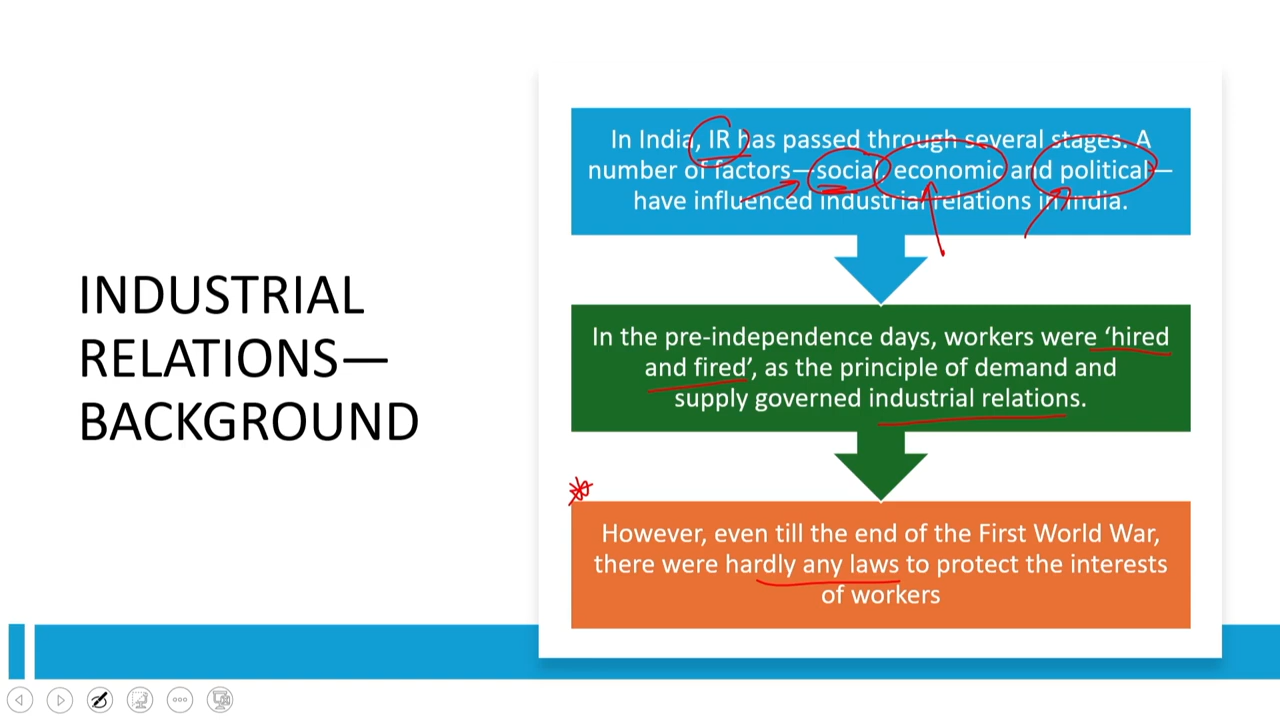 INDUSTRIAL
RELATIONS—
BACKGROUND
In India, IR has passed through several stages. A
number of factors—social, economic and political—
have influenced industrial relations in India.
In the pre-independence days, workers were ‘hired
and fired’, as the principle of demand and
supply governed industrial relations.
However, even till the end of the First World War,
there were hardly any laws to protect the interests
of workers